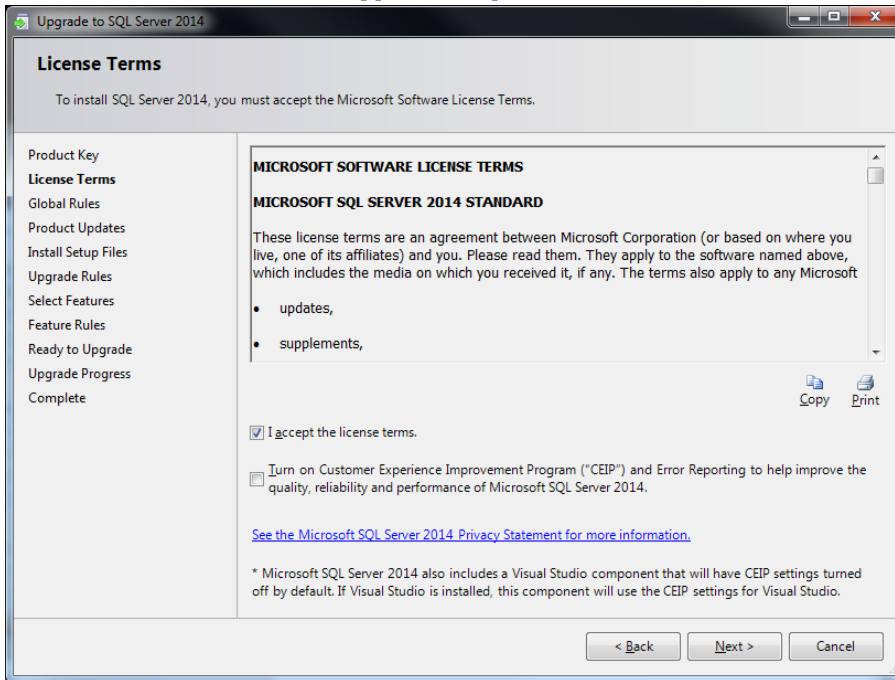 Upgrade to SQL Server 2014
License Terms
To install SQL Server 2014, you must accept the Microsoft Software License Terms.
Product Key
License Terms
Global Rules
Product Updates
Install Setup Files
Upgrade Rules
Select Features
Feature Rules
Ready to Upgrade
Upgrade Progress
Complete
MICROSOFT SOFTWARE LICENSE TERMS
MICROSOFT SQL SERVER 2014 STANDARD
These license terms are an agreement between Microsoft Corporation (or based on where you
live, one of its affiliates) and you. Please read them. They apply to the software named above,
which includes the media on which you received it, if any. The terms also apply to any Microsoft
• updates,
• supplements,
Copy Print
I accept the license terms.
Turn on Customer Experience Improvement Program ("CEIP") and Error Reporting to help improve the
quality, reliability and performance of Microsoft SQL Server 2014.
See the Microsoft SQL Server 2014 Privacy Statement for more information.
* Microsoft SQL Server 2014 also includes a Visual Studio component that will have CEIP settings turned
off by default. If Visual Studio is installed, this component will use the CEIP settings for Visual Studio.
< Back Next > Cancel